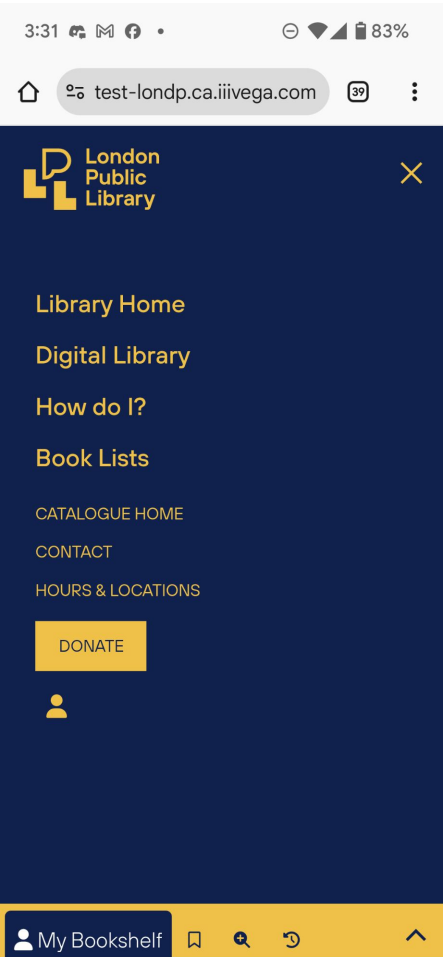 3:31
83%
test-londp.ca.iiivega.com
39
London
Public
Library
Library Home
Digital Library
How do I?
Book Lists
CATALOGUE HOME
CONTACT
HOURS & LOCATIONS
DONATE
My Bookshelf